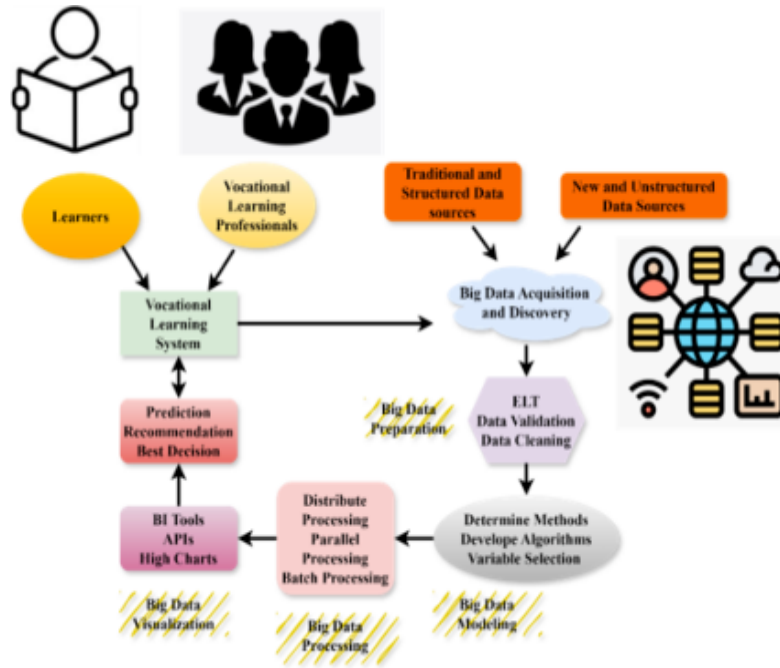 Learners
Vocational
Learning
Professionals
Traditional and
Structured Data
sources
New and Unstructured
Data Sources
Vocational
Learning
System
Big Data Acquisition
and Discovery
Prediction
Recommendation
Best Decision
Big Data
Preparation
ELT
Data Validation
Data Cleaning
BI Tools
APIs
High Charts
Distribute
Processing
Parallel
Processing
Batch Processing
Determine Methods
Develope Algorithms
Variable Selection
Big Data
Visualization
Big Data
Processing
Big Data
Modeling